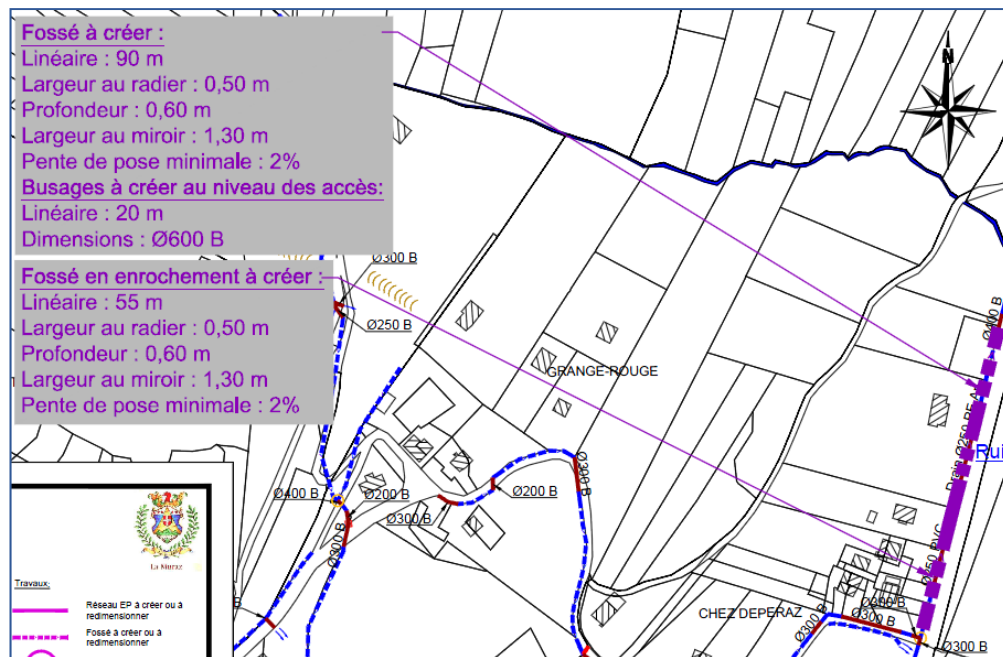 Fossé à créer :
Linéaire : 90 m
Largeur au radier : 0,50 m
Profondeur : 0,60 m
Largeur au miroir : 1,30 m
Pente de pose minimale : 2%
Busages à créer au niveau des accès:
Linéaire : 20 m
Dimensions : Ø600 B
Fossé en enrochement à créer :
Linéaire : 55 m
Largeur au radier : 0,50 m
Profondeur : 0,60 m
Largeur au miroir : 1,30 m
Pente de pose minimale : 2%
N
Ø300 B
Ø250 B
Ø400 B
GRANGE-ROUGE
Rui
Ø300 B
Ø200 B
Ø400 B
Ø200 B
Ø300 B
Ø300 B
CHEZ DEPERAZ
Ø300 B
Ø300 B
Ø200 B
Ø300 B
La Muraz
Travaux:
Réseau EP à créer ou à
redimensionner
Fossé à créer ou à
redimensionner